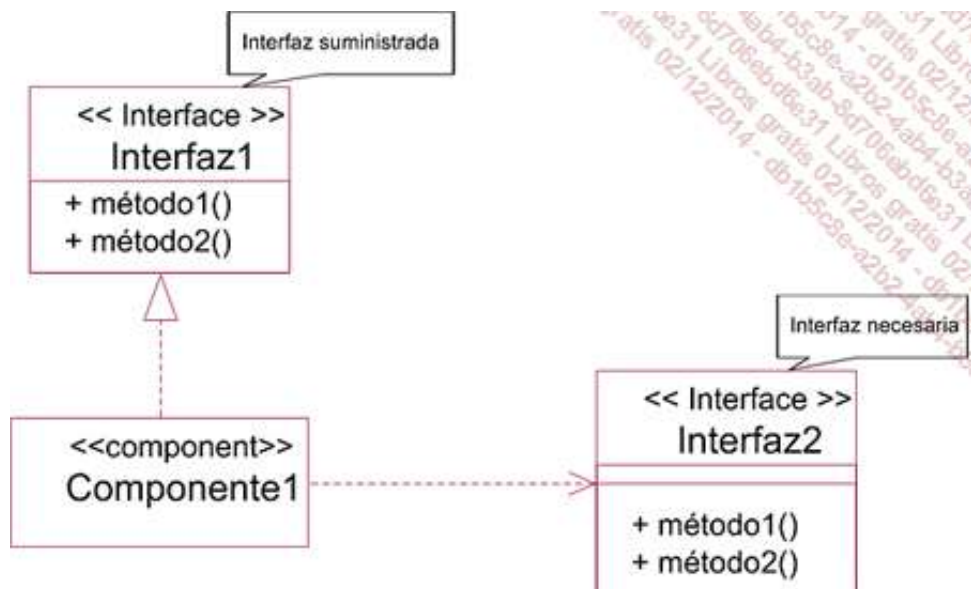 Interfaz suministrada
<< Interface >>
Interfaz1
+ método1()
+ método2()
Interfaz necesaria
<< Interface >>
Interfaz2
+ método1()
+ método2()
<<component>>
Componente1